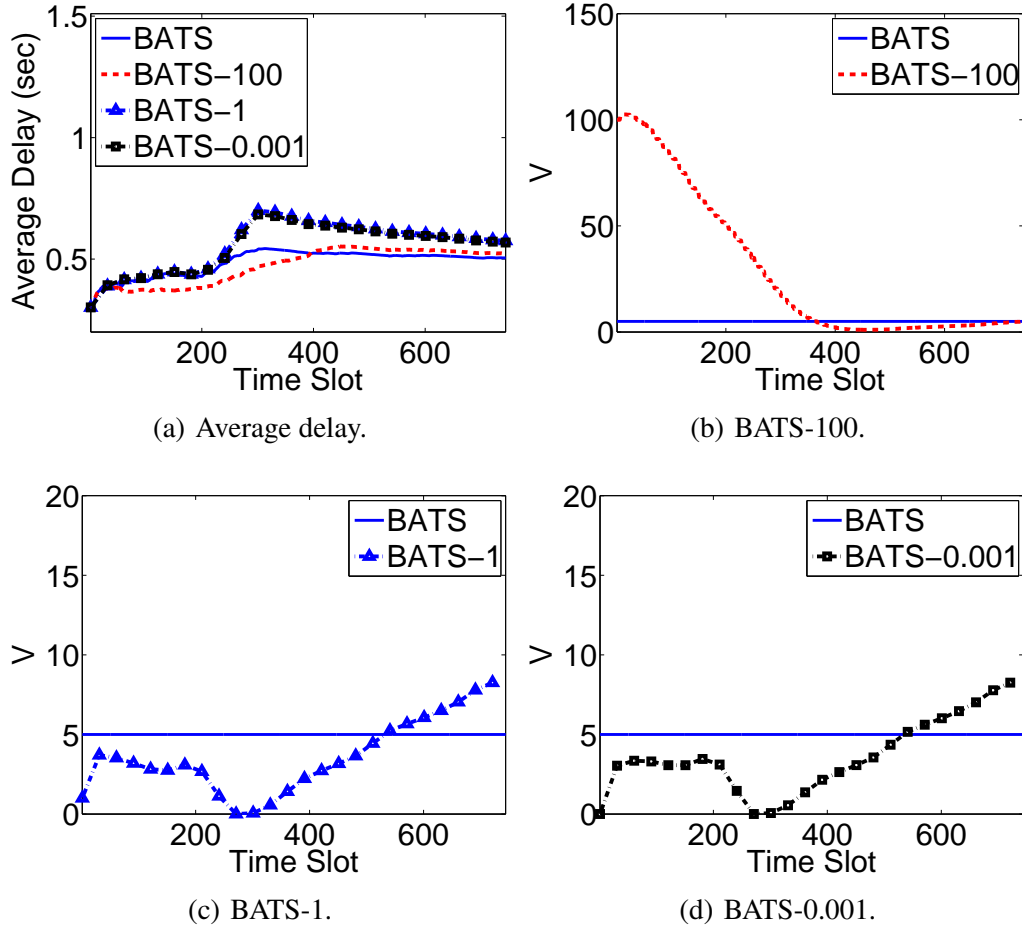 1.5
1
0.5
Average Delay (sec)
BATS
BATS-100
BATS-1
BATS-0.001
200
400
600
Time Slot
(a) Average delay.
150
100
50
0
V
BATS
BATS-100
200
400
600
Time Slot
(b) BATS-100.
20
15
10
5
0
V
BATS
BATS-1
200
400
600
Time Slot
(c) BATS-1.
20
15
10
5
0
V
BATS
BATS-0.001
200
400
600
Time Slot
(d) BATS-0.001.